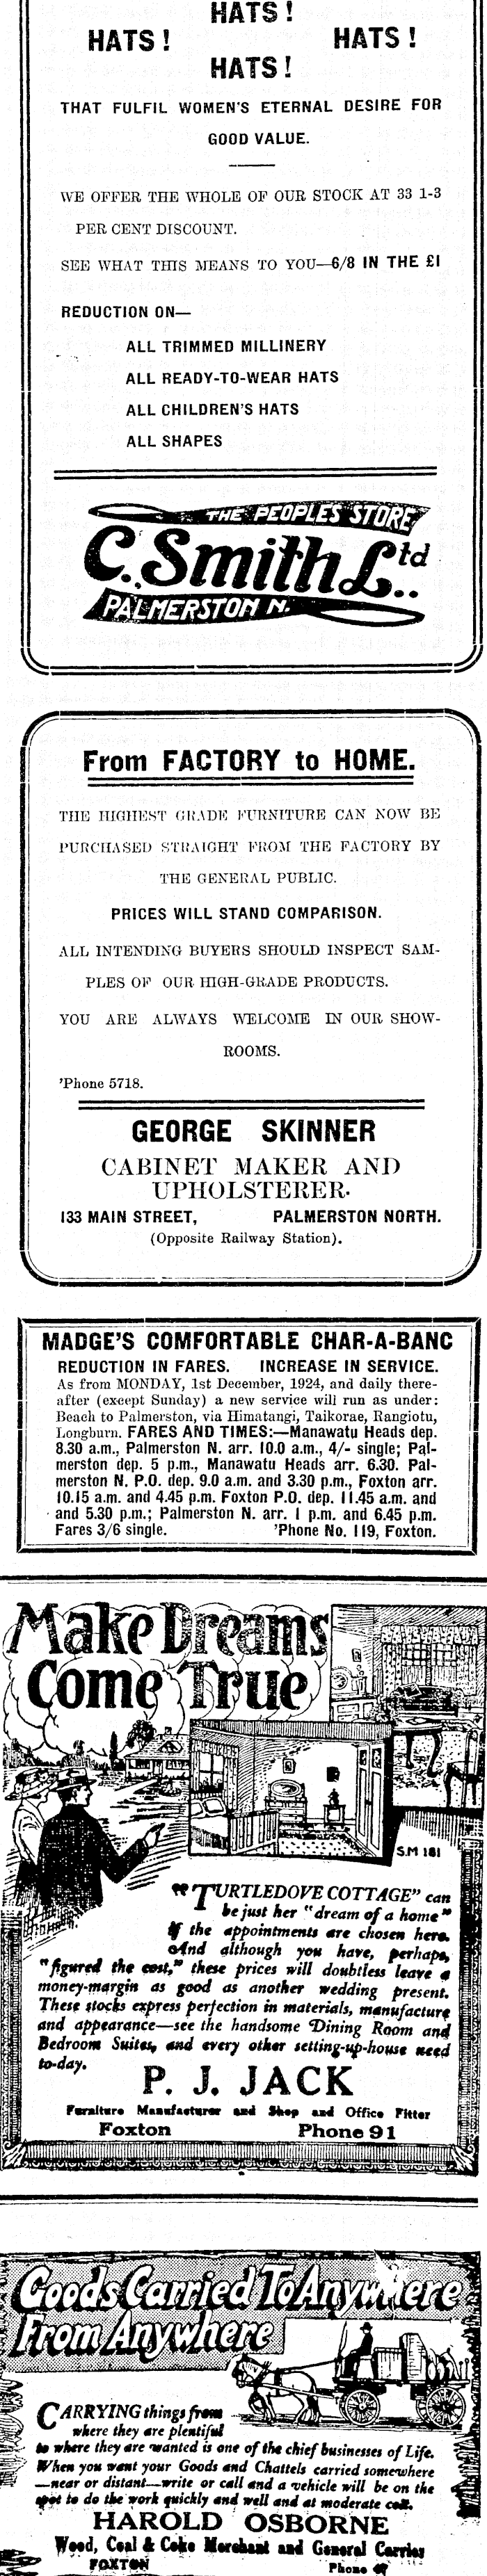 HATS!
HATS! HATS!
HATS!
THAT FULFIL WOMEN'S ETERNAL DESIRE FOR
GOOD VALUE.
WE OFFER THE WHOLE OF OUR STOCK AT 33 1-3
PER CENT DISCOUNT.
SEE WHAT THIS MEANS TO YOU—6/8 IN THE £1
REDUCTION ON—
ALL TRIMMED MILLINERY
ALL READY-TO-WEAR HATS
ALL CHILDREN'S HATS
ALL SHAPES
THE PEOPLES STORE
C. Smith Ltd..
PALMERSTON N.
From FACTORY to HOME.
THE HIGHEST GRADE FURNITURE CAN NOW BE
PURCHASED STRAIGHT FROM THE FACTORY BY
THE GENERAL PUBLIC.
PRICES WILL STAND COMPARISON.
ALL INTENDING BUYERS SHOULD INSPECT SAM-
PLES OF OUR HIGH-GRADE PRODUCTS.
YOU ARE ALWAYS WELCOME IN OUR SHOW-
ROOMS.
'Phone 5718.
GEORGE SKINNER
CABINET MAKER AND
UPHOLSTERER.
133 MAIN STREET, PALMERSTON NORTH.
(Opposite Railway Station).
MADGE'S COMFORTABLE CHAR-A-BANC
REDUCTION IN FARES. INCREASE IN SERVICE.
As from MONDAY, 1st December, 1924, and daily there-
after (except Sunday) a new service will run as under:
Beach to Palmerston, via Himatangi, Taikorae, Rangiotu,
Longburn. FARES AND TIMES:—Manawatu Heads dep.
8.30 a.m., Palmerston N. arr. 10.0 a.m., 4/- single; Pal-
merston dep. 5 p.m., Manawatu Heads arr. 6.30. Pal-
merston N. P.O. dep. 9.0 a.m. and 3.30 p.m., Foxton arr.
10.15 a.m. and 4.45 p.m. Foxton P.O. dep. 11.45 a.m. and
and 5.30 p.m.; Palmerston N. arr. 1 p.m. and 6.45 p.m.
Fares 3/6 single. 'Phone No. 119, Foxton.
Make Dreams
Come True
S.M 181
"TURTLEDOVE COTTAGE" can
be just her "dream of a home"
if the appointments are chosen here.
And although you have, perhaps,
"figured the cost," these prices will doubtless leave a
money-margin as good as another wedding present.
These stocks express perfection in materials, manufacture
and appearance—see the handsome Dining Room and
Bedroom Suites, and every other setting-up-house need
to-day.
P. J. JACK
Furniture Manufacturer and Shop and Office Fitter
Foxton Phone 91
Goods Carried To Anywhere
From Anywhere
CARRYING things from
where they are plentiful
to where they are wanted is one of the chief businesses of Life.
When you want your Goods and Chattels carried somewhere
—near or distant—write or call and a vehicle will be on the
spot to do the work quickly and well and at moderate cost.
HAROLD OSBORNE
Wood, Coal & Coke Merchant and General Carrier
FOXTON Phone